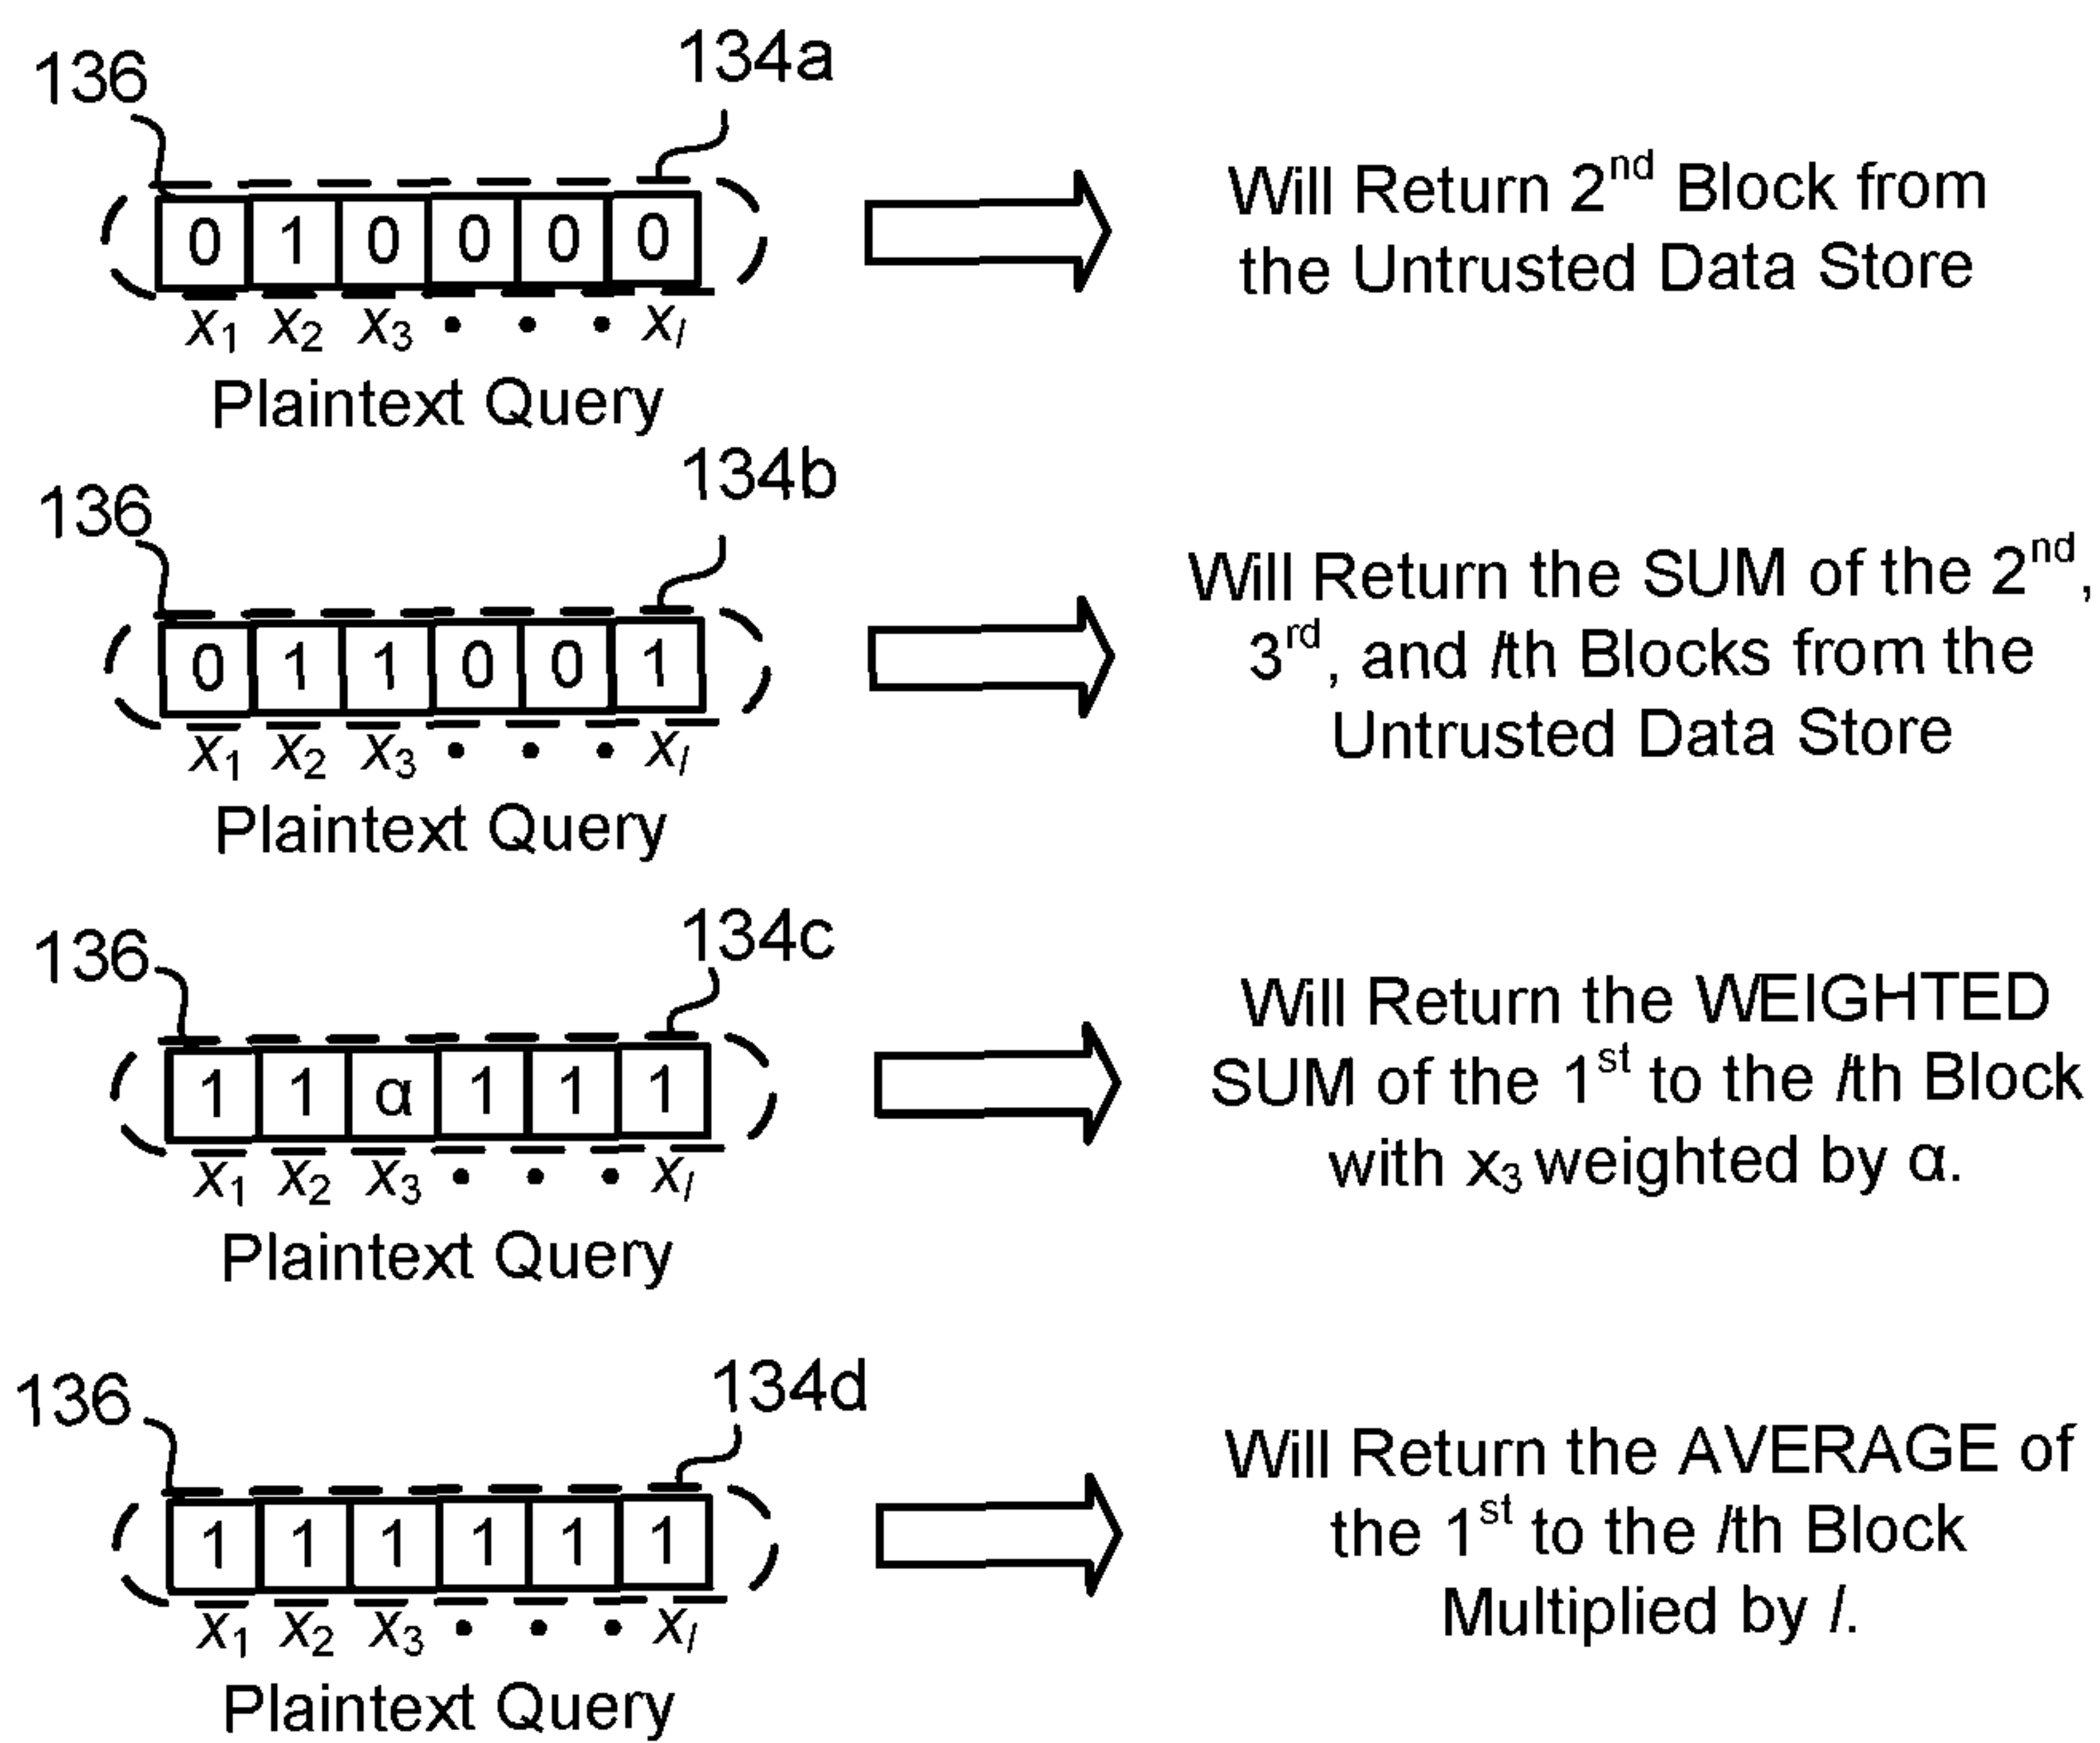 136 134a
0 1 0 0 0 0
x₁ x₂ x₃ • • • xₗ
Plaintext Query
Will Return 2ⁿᵈ Block from
the Untrusted Data Store
136 134b
0 1 1 0 0 1
x₁ x₂ x₃ • • • xₗ
Plaintext Query
Will Return the SUM of the 2ⁿᵈ,
3ʳᵈ, and lth Blocks from the
Untrusted Data Store
136 134c
1 1 α 1 1 1
x₁ x₂ x₃ • • • xₗ
Plaintext Query
Will Return the WEIGHTED
SUM of the 1ˢᵗ to the lth Block
with x₃ weighted by α.
136 134d
1 1 1 1 1 1
x₁ x₂ x₃ • • • xₗ
Plaintext Query
Will Return the AVERAGE of
the 1ˢᵗ to the lth Block
Multiplied by l.